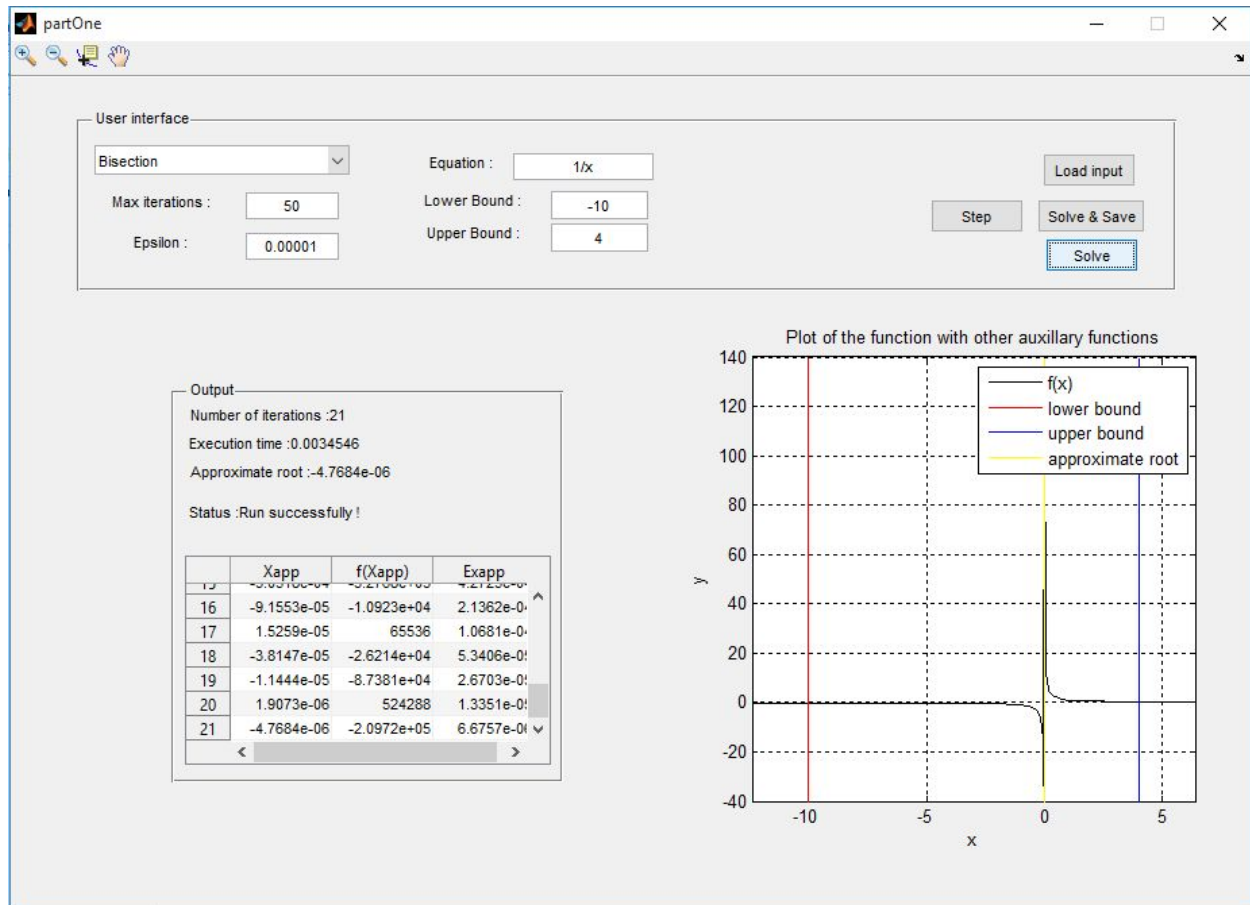 partOne
User interface
Bisection
Equation :
1/x
Load input
Max iterations :
50
Lower Bound :
-10
Step
Solve & Save
Epsilon :
0.00001
Upper Bound :
4
Solve
Plot of the function with other auxillary functions
Output
Number of iterations :21
Execution time :0.0034546
Approximate root :-4.7684e-06
Status :Run successfully !
Xapp f(Xapp) Exapp
16 -9.1553e-05 -1.0923e+04 2.1362e-0
17 1.5259e-05 65536 1.0681e-0
18 -3.8147e-05 -2.6214e+04 5.3406e-0
19 -1.1444e-05 -8.7381e+04 2.6703e-0
20 1.9073e-06 524288 1.3351e-0
21 -4.7684e-06 -2.0972e+05 6.6757e-0
f(x)
lower bound
upper bound
approximate root
140
120
100
80
60
40
20
0
-20
-40
y
-10 -5 0 5
x